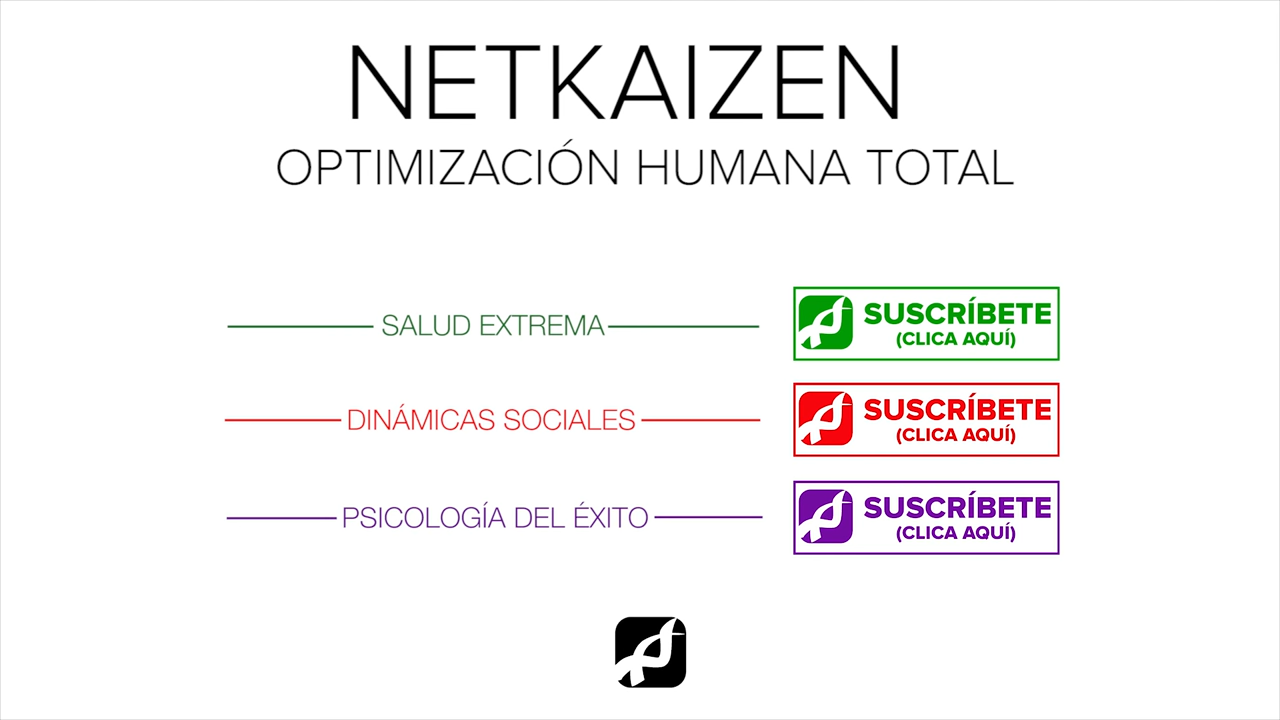 NETKAIZEN
OPTIMIZACIÓN HUMANA TOTAL
SALUD EXTREMA
SUSCRÍBETE
(CLICA AQUÍ)
DINÁMICAS SOCIALES
SUSCRÍBETE
(CLICA AQUÍ)
PSICOLOGÍA DEL ÉXITO
SUSCRÍBETE
(CLICA AQUÍ)